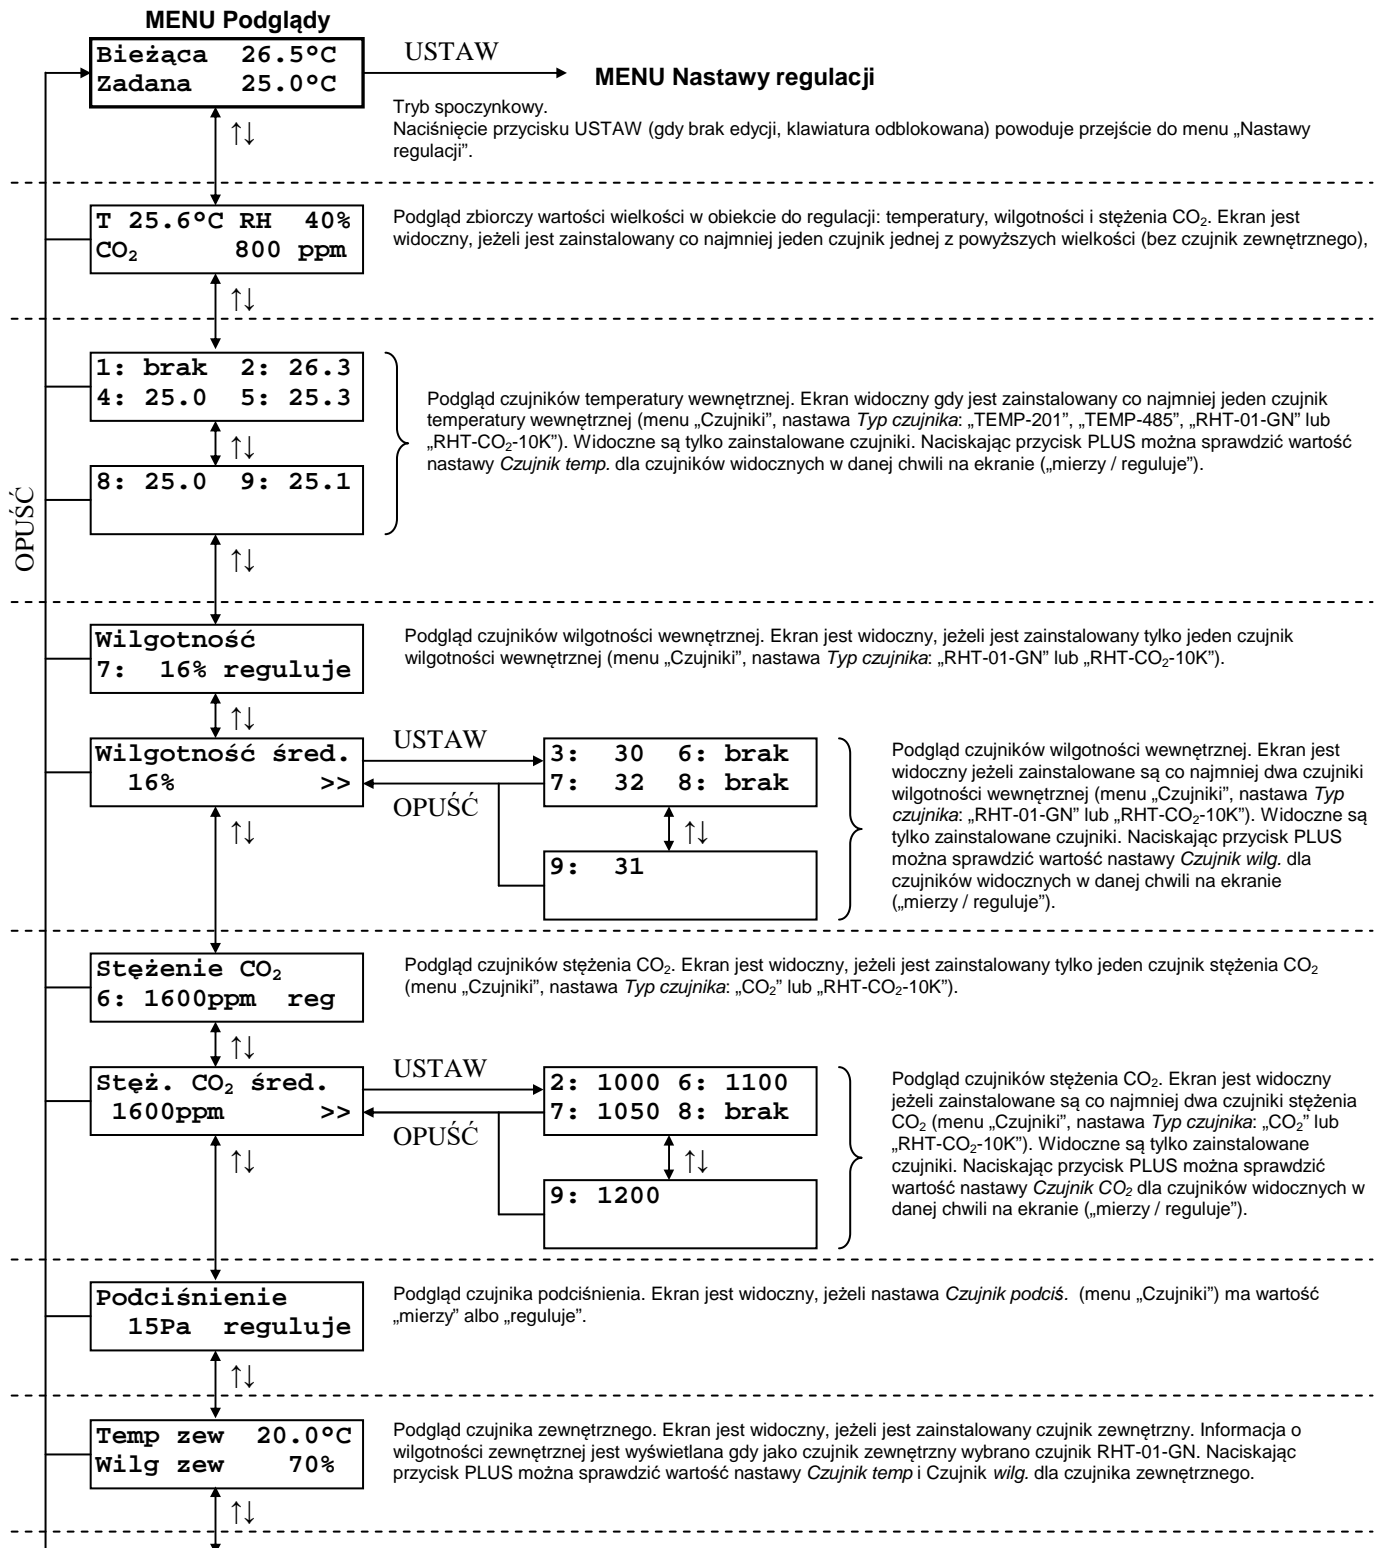 MENU Podglądy
Bieżąca 26.5°C
Zadana 25.0°C
USTAW
MENU Nastawy regulacji
Tryb spoczynkowy.
Naciśnięcie przycisku USTAW (gdy brak edycji, klawiatura odblokowana) powoduje przejście do menu „Nastawy
regulacji”.
↑↓
T 25.6°C RH 40%
CO₂ 800 ppm
Podgląd zbiorczy wartości wielkości w obiekcie do regulacji: temperatury, wilgotności i stężenia CO₂. Ekran jest
widoczny, jeżeli jest zainstalowany co najmniej jeden czujnik jednej z powyższych wielkości (bez czujnik zewnętrznego),
↑↓
1: brak 2: 26.3
4: 25.0 5: 25.3
↑↓
8: 25.0 9: 25.1
Podgląd czujników temperatury wewnętrznej. Ekran widoczny gdy jest zainstalowany co najmniej jeden czujnik
temperatury wewnętrznej (menu „Czujniki”, nastawa Typ czujnika: „TEMP-201”, „TEMP-485”, „RHT-01-GN” lub
„RHT-CO₂-10K”). Widoczne są tylko zainstalowane czujniki. Naciskając przycisk PLUS można sprawdzić wartość
nastawy Czujnik temp. dla czujników widocznych w danej chwili na ekranie („mierzy / reguluje”).
OPUŚĆ
↑↓
Wilgotność
7: 16% reguluje
Podgląd czujników wilgotności wewnętrznej. Ekran jest widoczny, jeżeli jest zainstalowany tylko jeden czujnik
wilgotności wewnętrznej (menu „Czujniki”, nastawa Typ czujnika: „RHT-01-GN” lub „RHT-CO₂-10K”).
↑↓
Wilgotność śred.
16% >>
USTAW
OPUŚĆ
3: 30 6: brak
7: 32 8: brak
↑↓
9: 31
Podgląd czujników wilgotności wewnętrznej. Ekran jest
widoczny jeżeli zainstalowane są co najmniej dwa czujniki
wilgotności wewnętrznej (menu „Czujniki”, nastawa Typ
czujnika: „RHT-01-GN” lub „RHT-CO₂-10K”). Widoczne są
tylko zainstalowane czujniki. Naciskając przycisk PLUS
można sprawdzić wartość nastawy Czujnik wilg. dla
czujników widocznych w danej chwili na ekranie
(„mierzy / reguluje”).
↑↓
Stężenie CO₂
6: 1600ppm reg
Podgląd czujników stężenia CO₂. Ekran jest widoczny, jeżeli jest zainstalowany tylko jeden czujnik stężenia CO₂
(menu „Czujniki”, nastawa Typ czujnika: „CO₂” lub „RHT-CO₂-10K”).
↑↓
Stęż. CO₂ śred.
1600ppm >>
USTAW
OPUŚĆ
2: 1000 6: 1100
7: 1050 8: brak
↑↓
9: 1200
Podgląd czujników stężenia CO₂. Ekran jest widoczny
jeżeli zainstalowane są co najmniej dwa czujniki stężenia
CO₂ (menu „Czujniki”, nastawa Typ czujnika: „CO₂” lub
„RHT-CO₂-10K”). Widoczne są tylko zainstalowane
czujniki. Naciskając przycisk PLUS można sprawdzić
wartość nastawy Czujnik CO₂ dla czujników widocznych w
danej chwili na ekranie („mierzy / reguluje”).
↑↓
Podciśnienie
15Pa reguluje
Podgląd czujnika podciśnienia. Ekran jest widoczny, jeżeli nastawa Czujnik podciś. (menu „Czujniki”) ma wartość
„mierzy” albo „reguluje”.
↑↓
Temp zew 20.0°C
Wilg zew 70%
Podgląd czujnika zewnętrznego. Ekran jest widoczny, jeżeli jest zainstalowany czujnik zewnętrzny. Informacja o
wilgotności zewnętrznej jest wyświetlana gdy jako czujnik zewnętrzny wybrano czujnik RHT-01-GN. Naciskając
przycisk PLUS można sprawdzić wartość nastawy Czujnik temp i Czujnik wilg. dla czujnika zewnętrznego.
↑↓